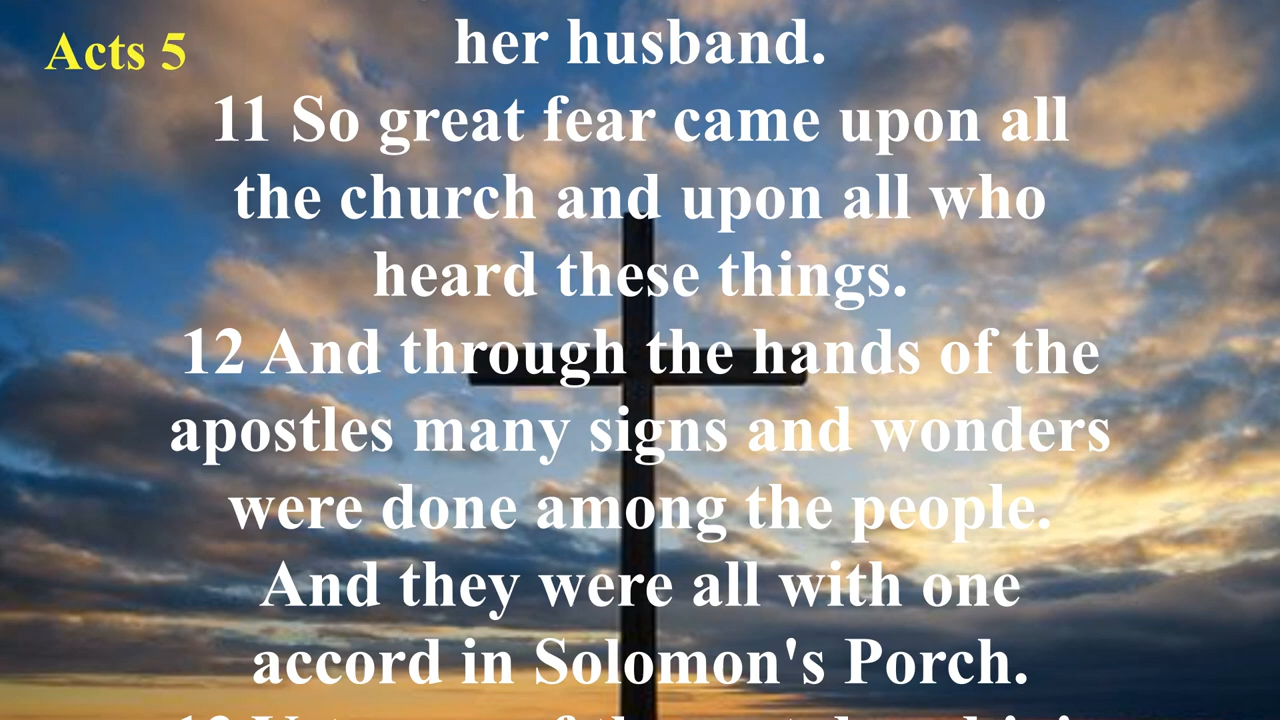 Acts 5
her husband.
11 So great fear came upon all
the church and upon all who
heard these things.
12 And through the hands of the
apostles many signs and wonders
were done among the people.
And they were all with one
accord in Solomon's Porch.